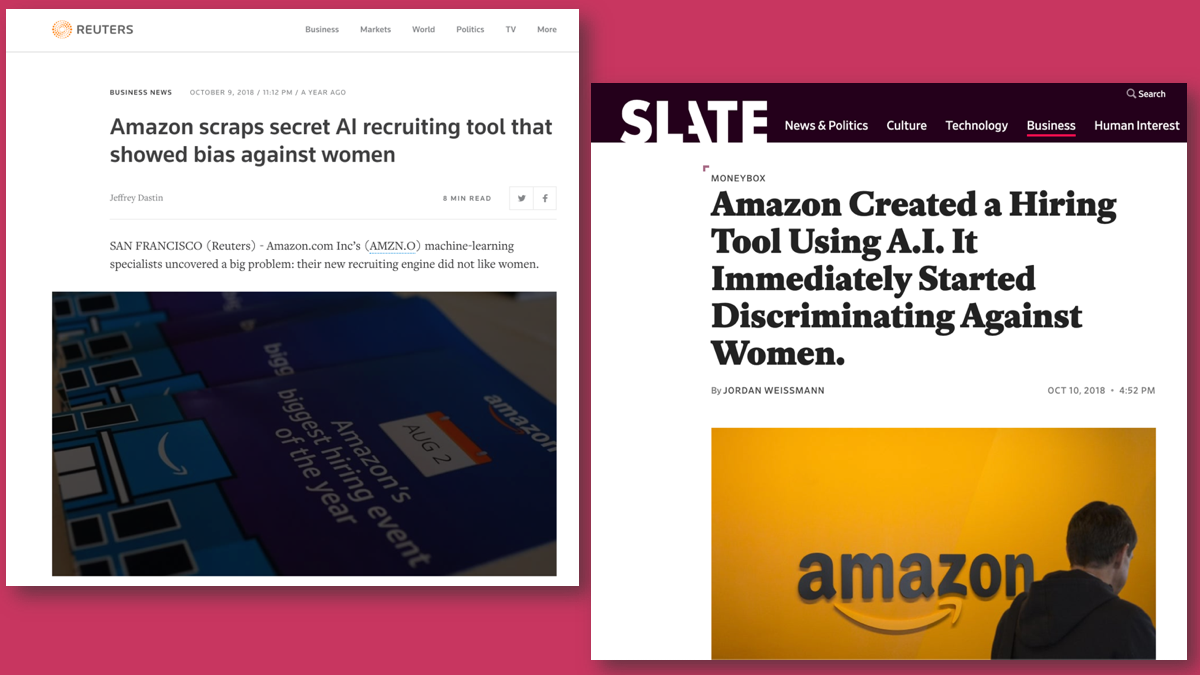 REUTERS
Business Markets World Politics TV More
BUSINESS NEWS OCTOBER 9, 2018 / 11:12 PM / A YEAR AGO
Amazon scraps secret AI recruiting tool that
showed bias against women
Jeffrey Dastin 8 MIN READ
SAN FRANCISCO (Reuters) - Amazon.com Inc’s (AMZN.O) machine-learning
specialists uncovered a big problem: their new recruiting engine did not like women.
bigg
biggest hiring event
of the year
Amazon's
AUG 2
amazon
Search
SLATE
News & Politics Culture Technology Business Human Interest
MONEYBOX
Amazon Created a Hiring
Tool Using A.I. It
Immediately Started
Discriminating Against
Women.
By JORDAN WEISSMANN OCT 10, 2018 • 4:52 PM
amazon